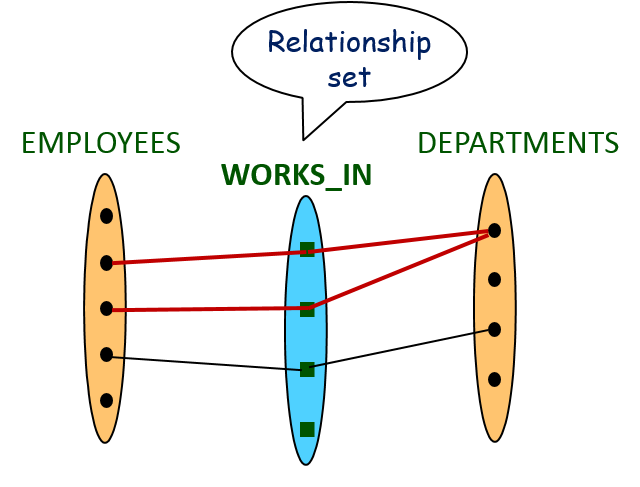 Relationship
set
EMPLOYEES
DEPARTMENTS
WORKS_IN